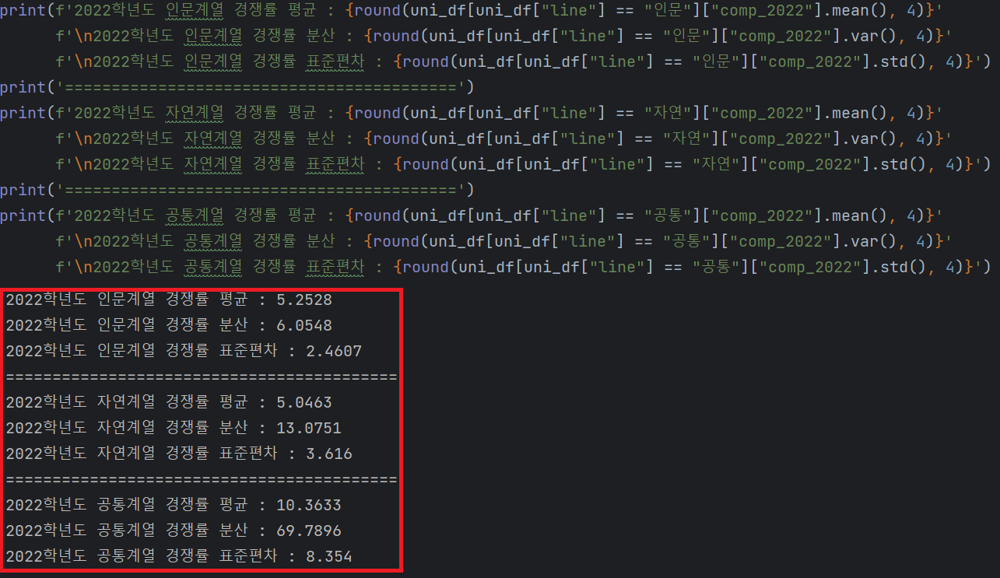 print(f'2022학년도 인문계열 경쟁률 평균 : {round(uni_df[uni_df["line"] == "인문"]["comp_2022"].mean(), 4)}'
f'\n2022학년도 인문계열 경쟁률 분산 : {round(uni_df[uni_df["line"] == "인문"]["comp_2022"].var(), 4)}'
f'\n2022학년도 인문계열 경쟁률 표준편차 : {round(uni_df[uni_df["line"] == "인문"]["comp_2022"].std(), 4)}')
print('==========================================')
print(f'2022학년도 자연계열 경쟁률 평균 : {round(uni_df[uni_df["line"] == "자연"]["comp_2022"].mean(), 4)}'
f'\n2022학년도 자연계열 경쟁률 분산 : {round(uni_df[uni_df["line"] == "자연"]["comp_2022"].var(), 4)}'
f'\n2022학년도 자연계열 경쟁률 표준편차 : {round(uni_df[uni_df["line"] == "자연"]["comp_2022"].std(), 4)}')
print('==========================================')
print(f'2022학년도 공통계열 경쟁률 평균 : {round(uni_df[uni_df["line"] == "공통"]["comp_2022"].mean(), 4)}'
f'\n2022학년도 공통계열 경쟁률 분산 : {round(uni_df[uni_df["line"] == "공통"]["comp_2022"].var(), 4)}'
f'\n2022학년도 공통계열 경쟁률 표준편차 : {round(uni_df[uni_df["line"] == "공통"]["comp_2022"].std(), 4)}')
2022학년도 인문계열 경쟁률 평균 : 5.2528
2022학년도 인문계열 경쟁률 분산 : 6.0548
2022학년도 인문계열 경쟁률 표준편차 : 2.4607
==========================================
2022학년도 자연계열 경쟁률 평균 : 5.0463
2022학년도 자연계열 경쟁률 분산 : 13.0751
2022학년도 자연계열 경쟁률 표준편차 : 3.616
==========================================
2022학년도 공통계열 경쟁률 평균 : 10.3633
2022학년도 공통계열 경쟁률 분산 : 69.7896
2022학년도 공통계열 경쟁률 표준편차 : 8.354